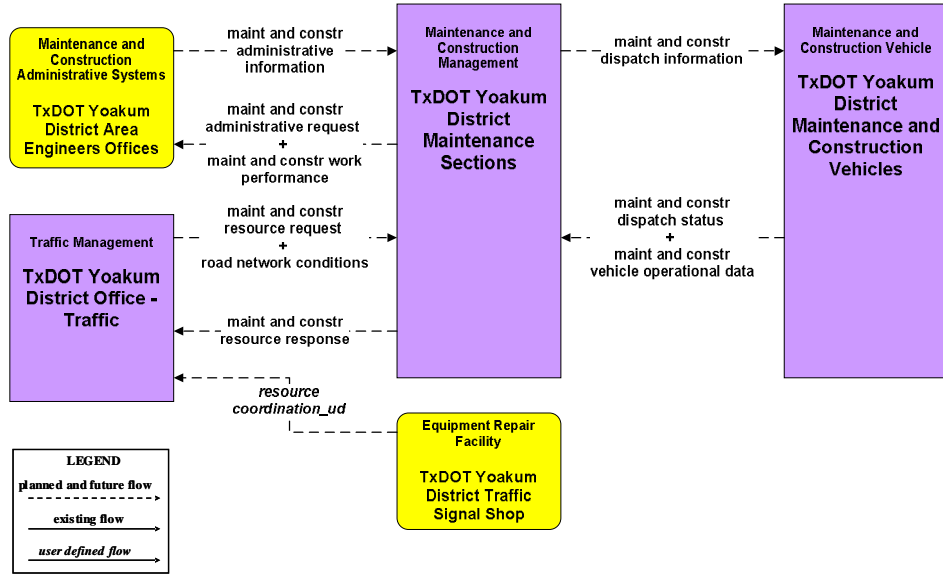 Maintenance and
Construction
Administrative Systems
TxDOT Yoakum
District Area
Engineers Offices
maint and constr
administrative
information
maint and constr
administrative request
+
maint and constr work
performance
Maintenance and
Construction
Management
TxDOT Yoakum
District
Maintenance
Sections
maint and constr
dispatch information
Maintenance and
Construction Vehicle
TxDOT Yoakum
District
Maintenance and
Construction
Vehicles
maint and constr
dispatch status
+
maint and constr
vehicle operational data
Traffic Management
TxDOT Yoakum
District Office -
Traffic
maint and constr
resource request
+
road network conditions
maint and constr
resource response
resource
coordination_ud
Equipment Repair
Facility
TxDOT Yoakum
District Traffic
Signal Shop
LEGEND
planned and future flow
existing flow
user defined flow